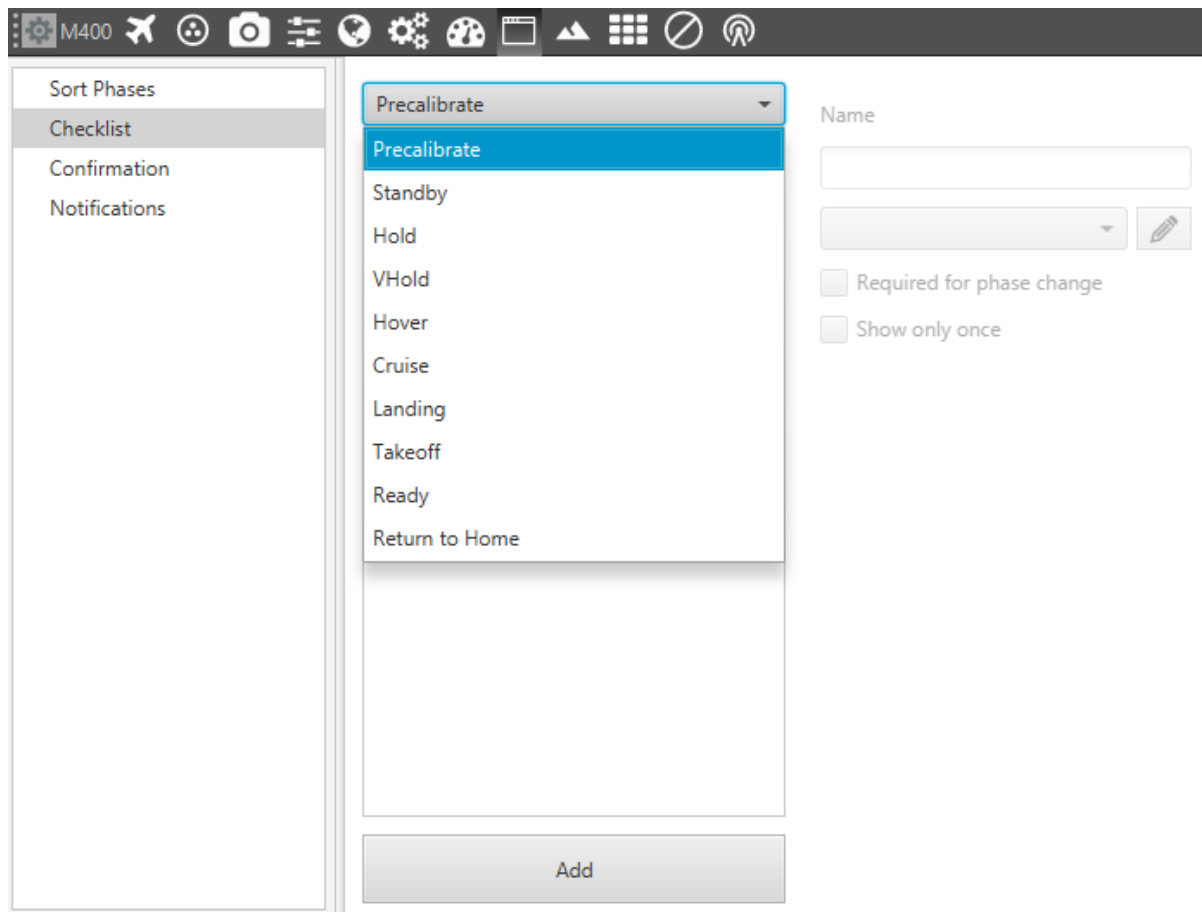 M400
Sort Phases
Checklist
Confirmation
Notifications
Precalibrate
Precalibrate
Standby
Hold
VHold
Hover
Cruise
Landing
Takeoff
Ready
Return to Home
Add
Name
Required for phase change
Show only once